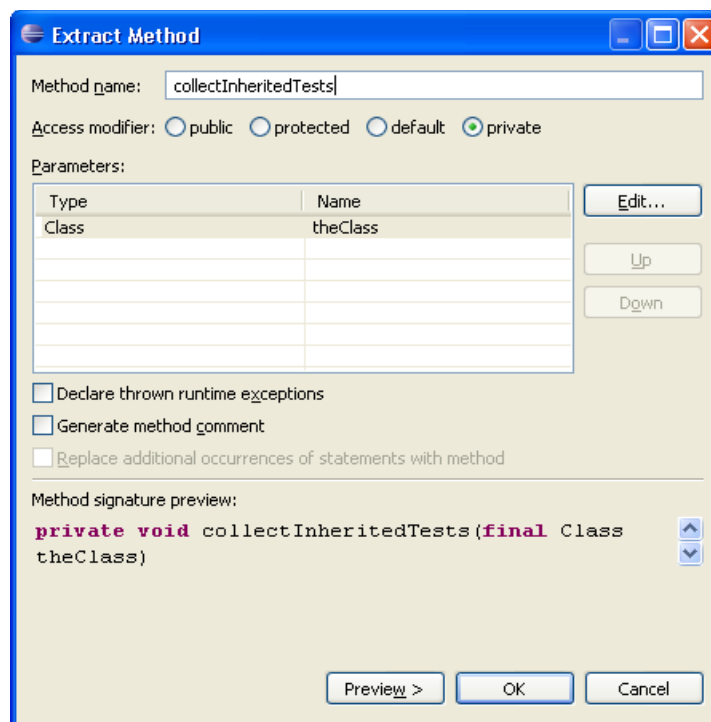 Extract Method
Method name: collectInheritedTests
Access modifier: public protected default private
Parameters:
Type Name Edit...
Class theClass
Up
Down
Declare thrown runtime exceptions
Generate method comment
Replace additional occurrences of statements with method
Method signature preview:
private void collectInheritedTests(final Class
theClass)
Preview > OK Cancel